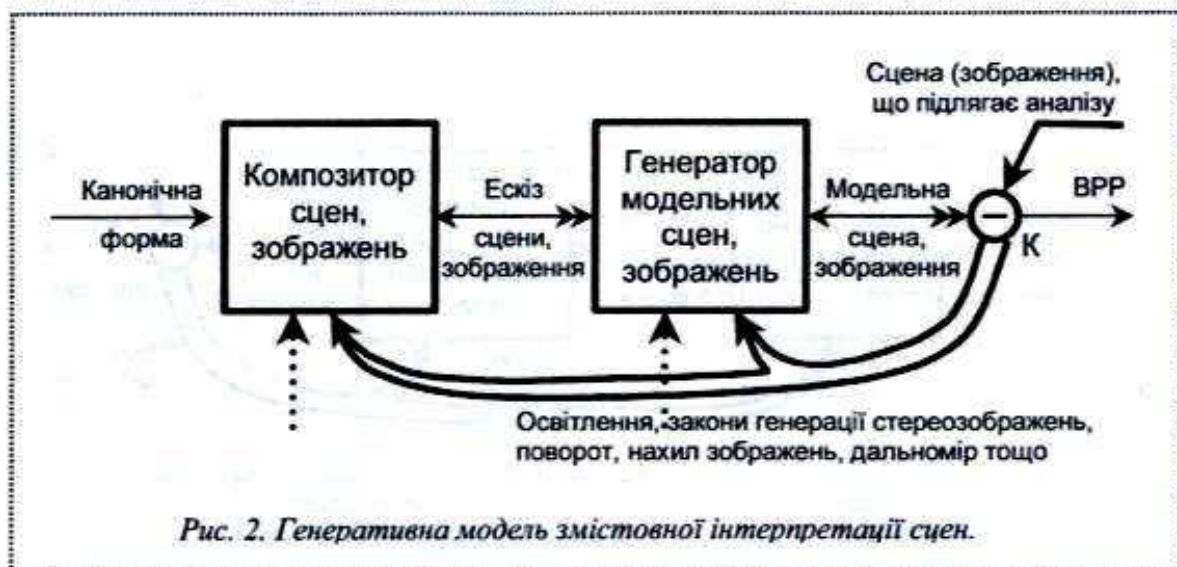 Сцена (зображення),
що підлягає аналізу
Канонічна
форма
Композитор
сцен,
зображень
Ескіз
сцени,
зображення
Генератор
модельних
сцен,
зображень
Модельна
сцена,
зображення
К
ВРР
Освітлення, закони генерації стереозображень,
поворот, нахил зображень, дальномір тощо
Рис. 2. Генеративна модель змістовної інтерпретації сцен.